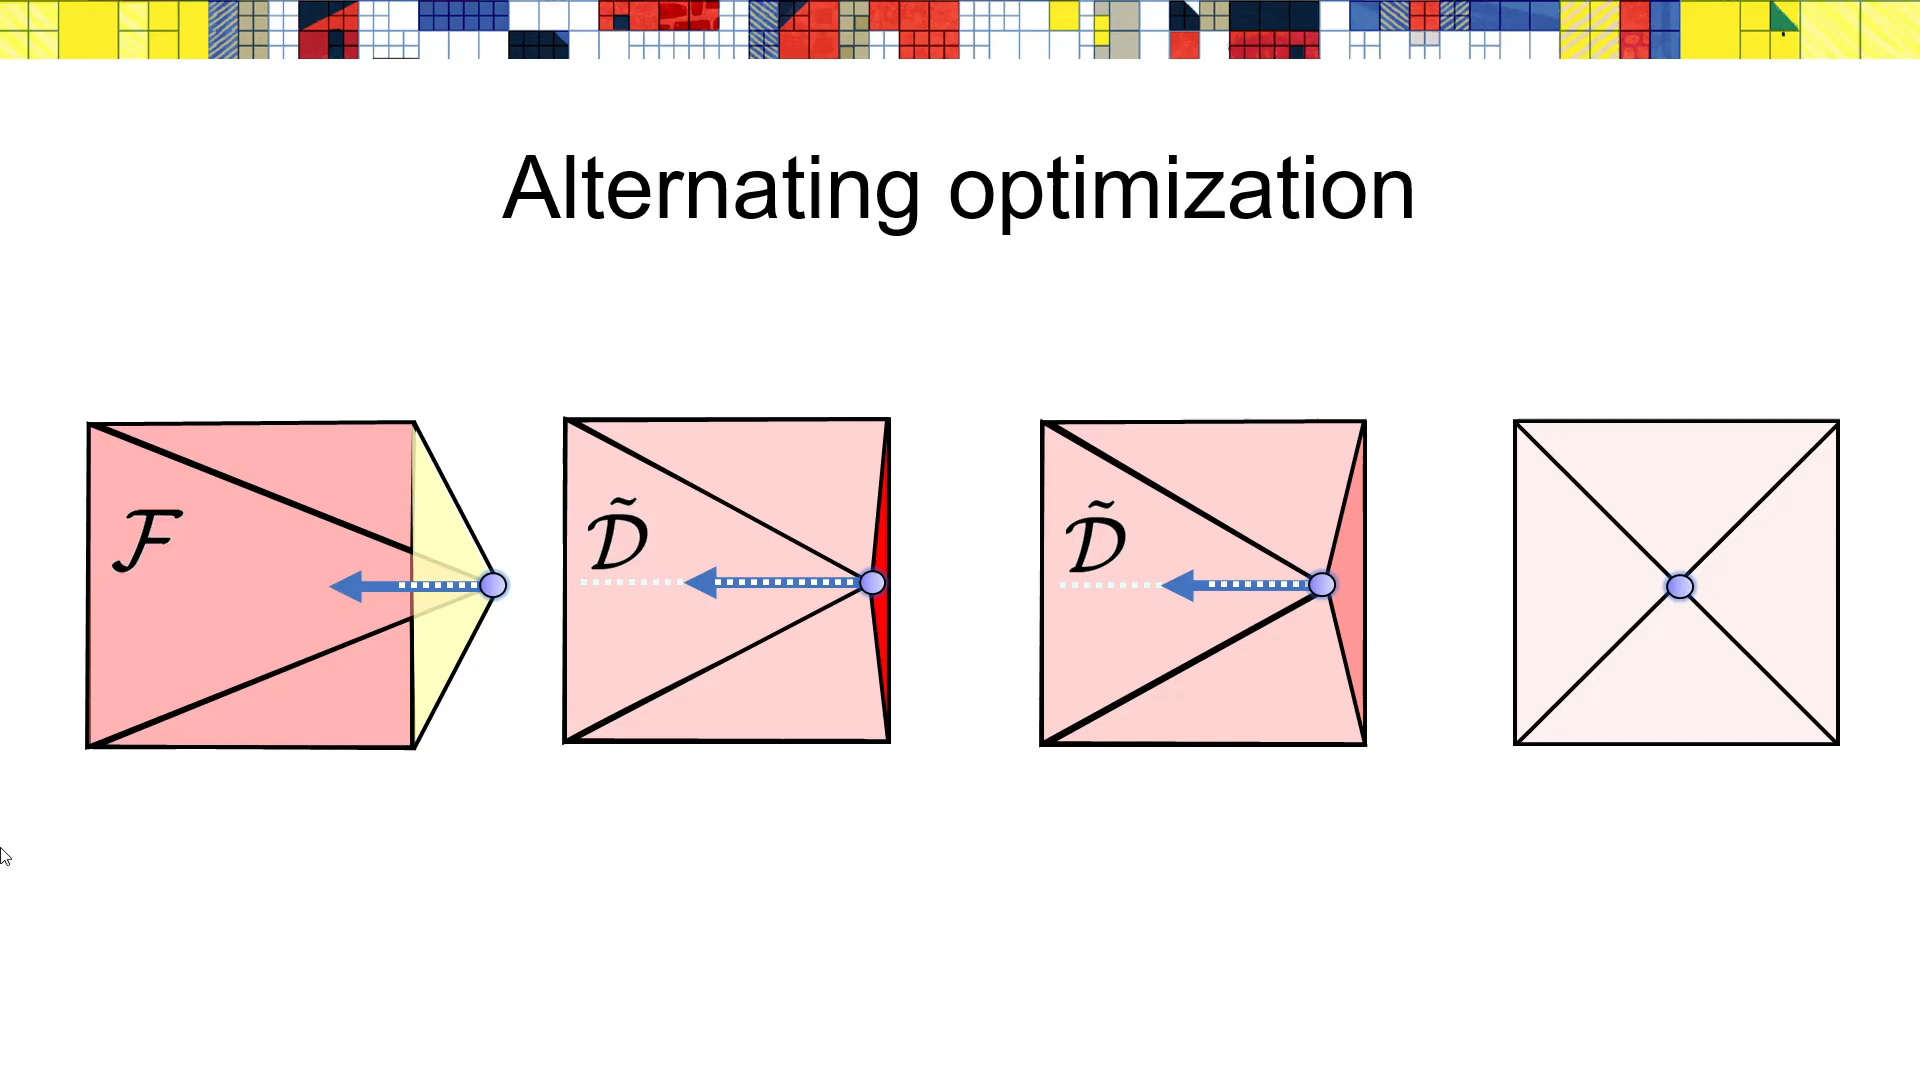 Alternating optimization
ℱ
𝒟̃
𝒟̃